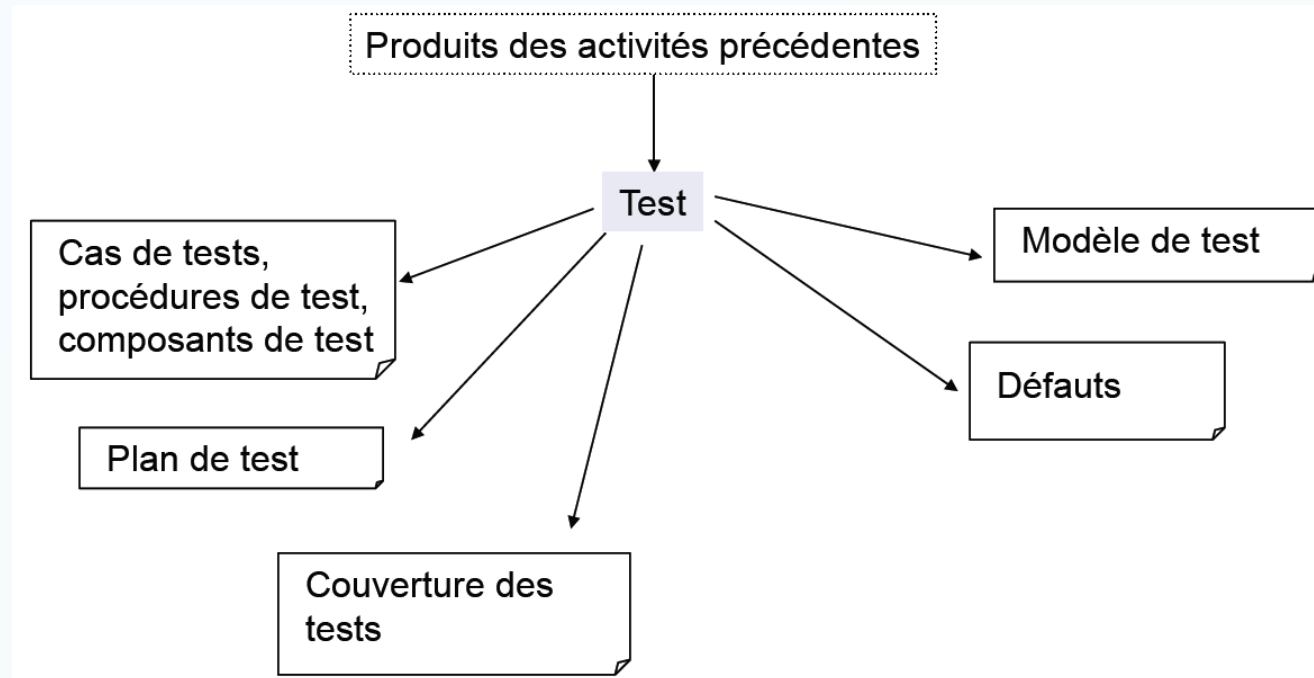 Produits des activités précédentes
Test
Cas de tests,
procédures de test,
composants de test
Plan de test
Couverture des
tests
Modèle de test
Défauts